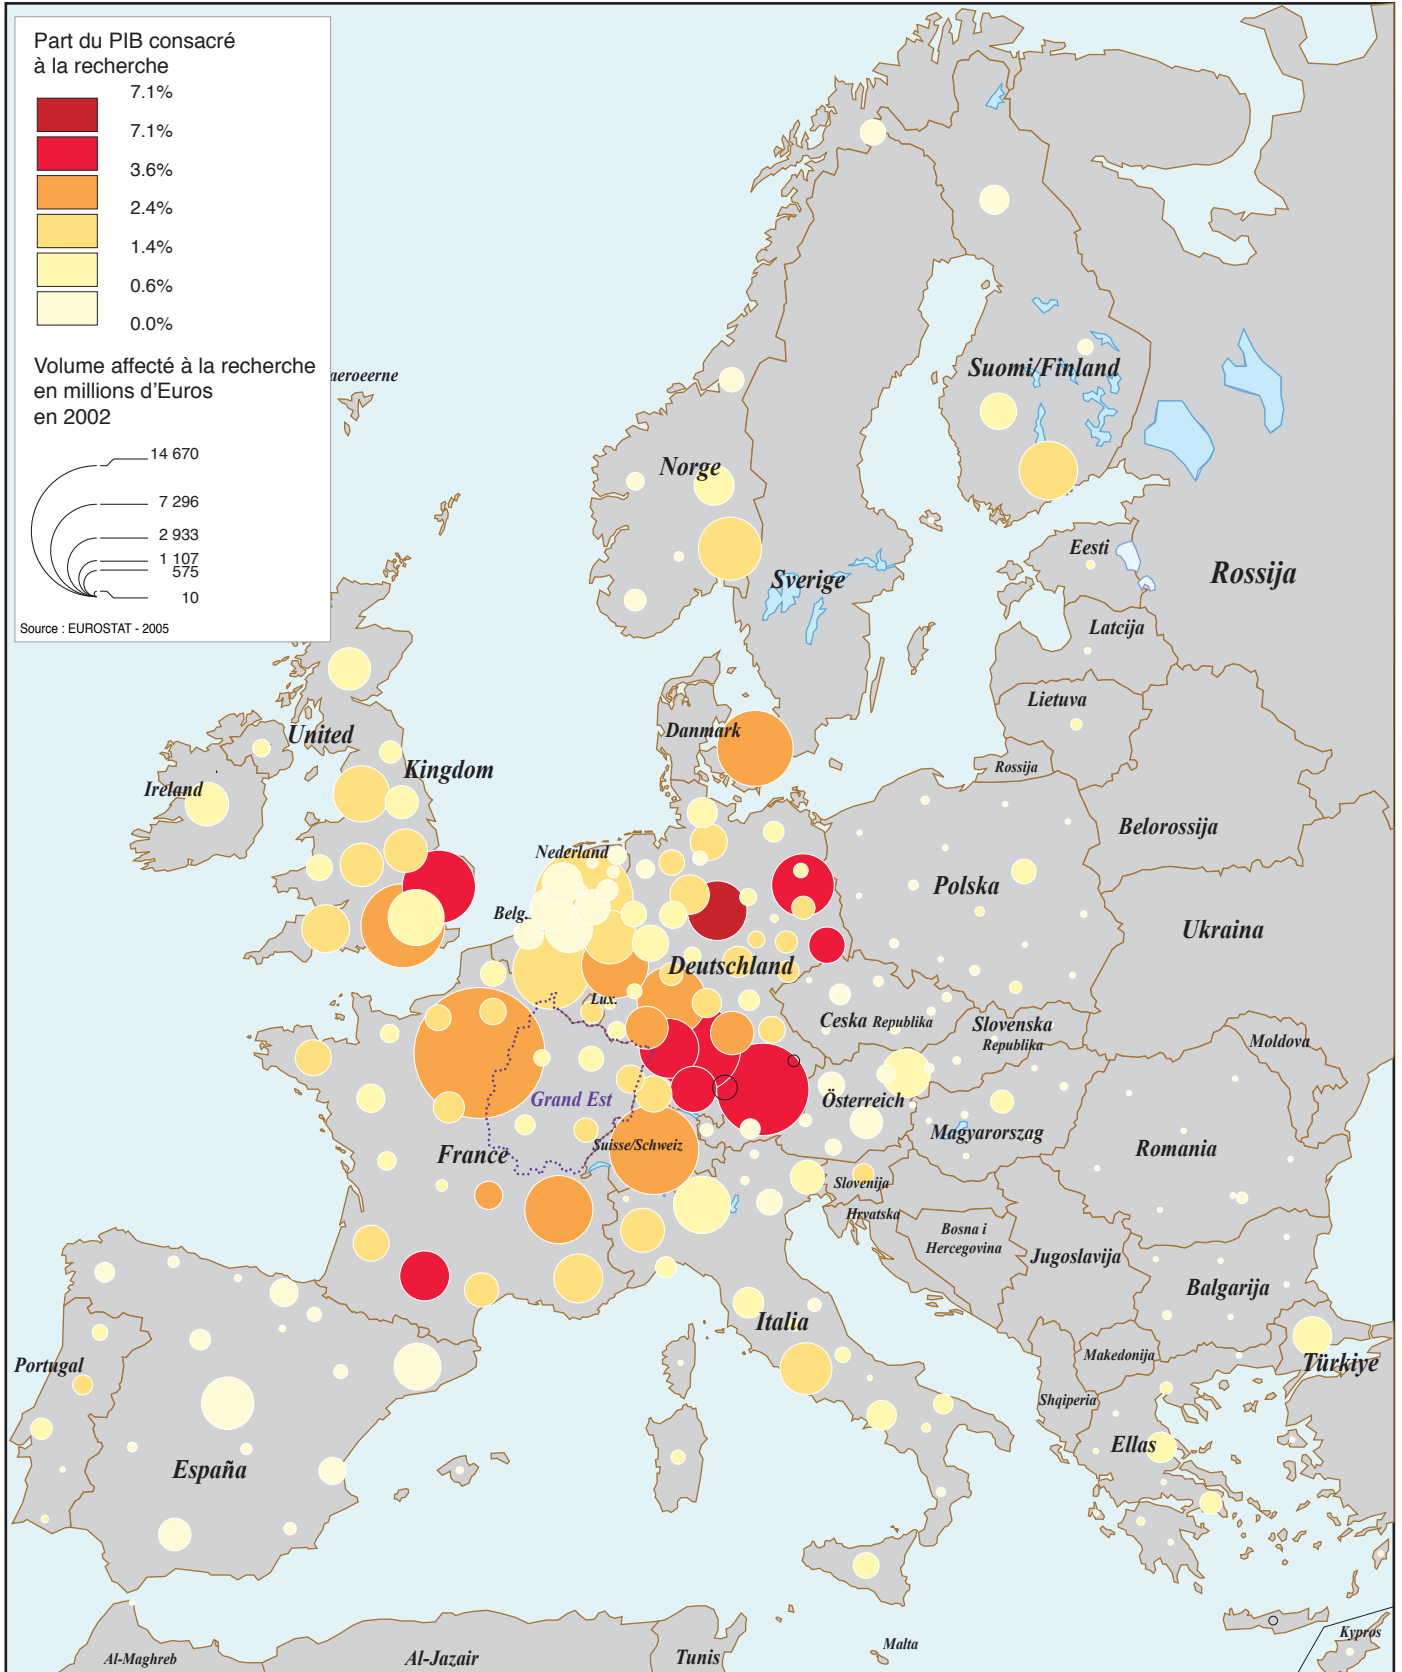 Part du PIB consacré
à la recherche
7.1%
7.1%
3.6%
2.4%
1.4%
0.6%
0.0%
Volume affecté à la recherche
en millions d'Euros
en 2002
14 670
7 296
2 933
1 107
575
10
Source : EUROSTAT - 2005
aeroeerne
Suomi/Finland
Norge
Sverige
Eesti
Rossija
Latcija
Lietuva
Rossija
Belorossija
Danmark
United
Kingdom
Ireland
Nederland
Belg.
Polska
Ukraina
Deutschland
Lux.
Ceska Republika
Slovenska
Republika
Moldova
Grand Est
Österreich
Magyarorszag
Romania
France
Suisse/Schweiz
Slovenija
Hrvatska
Bosna i
Hercegovina
Jugoslavija
Balgarija
Italia
Makedonija
Türkiye
Shqiperia
Portugal
España
Ellas
Malta
Kypros
Al-Maghreb
Al-Jazair
Tunis